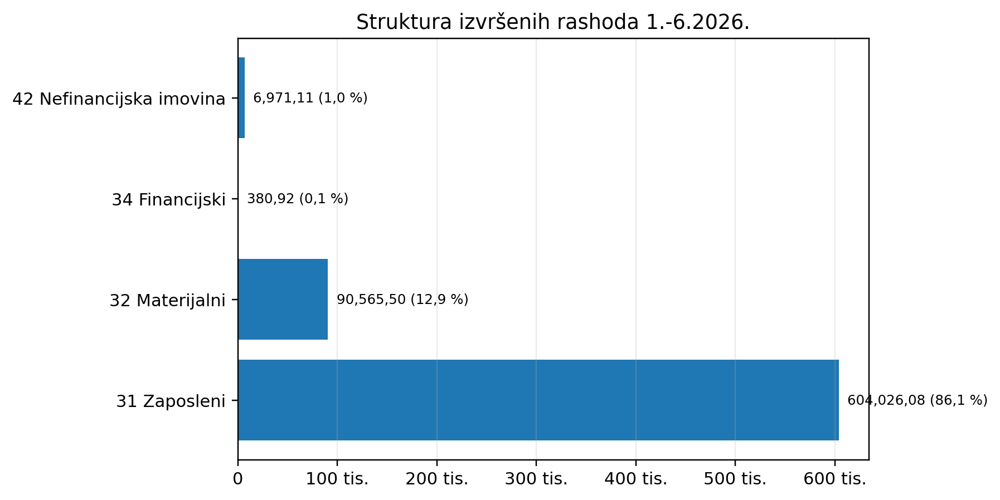 Struktura izvršenih rashoda 1.-6.2026.
42 Nefinancijska imovina
6,971,11 (1,0 %)
34 Financijski
380,92 (0,1 %)
32 Materijalni
90,565,50 (12,9 %)
31 Zaposleni
604,026,08 (86,1 %)
0 100 tis. 200 tis. 300 tis. 400 tis. 500 tis. 600 tis.